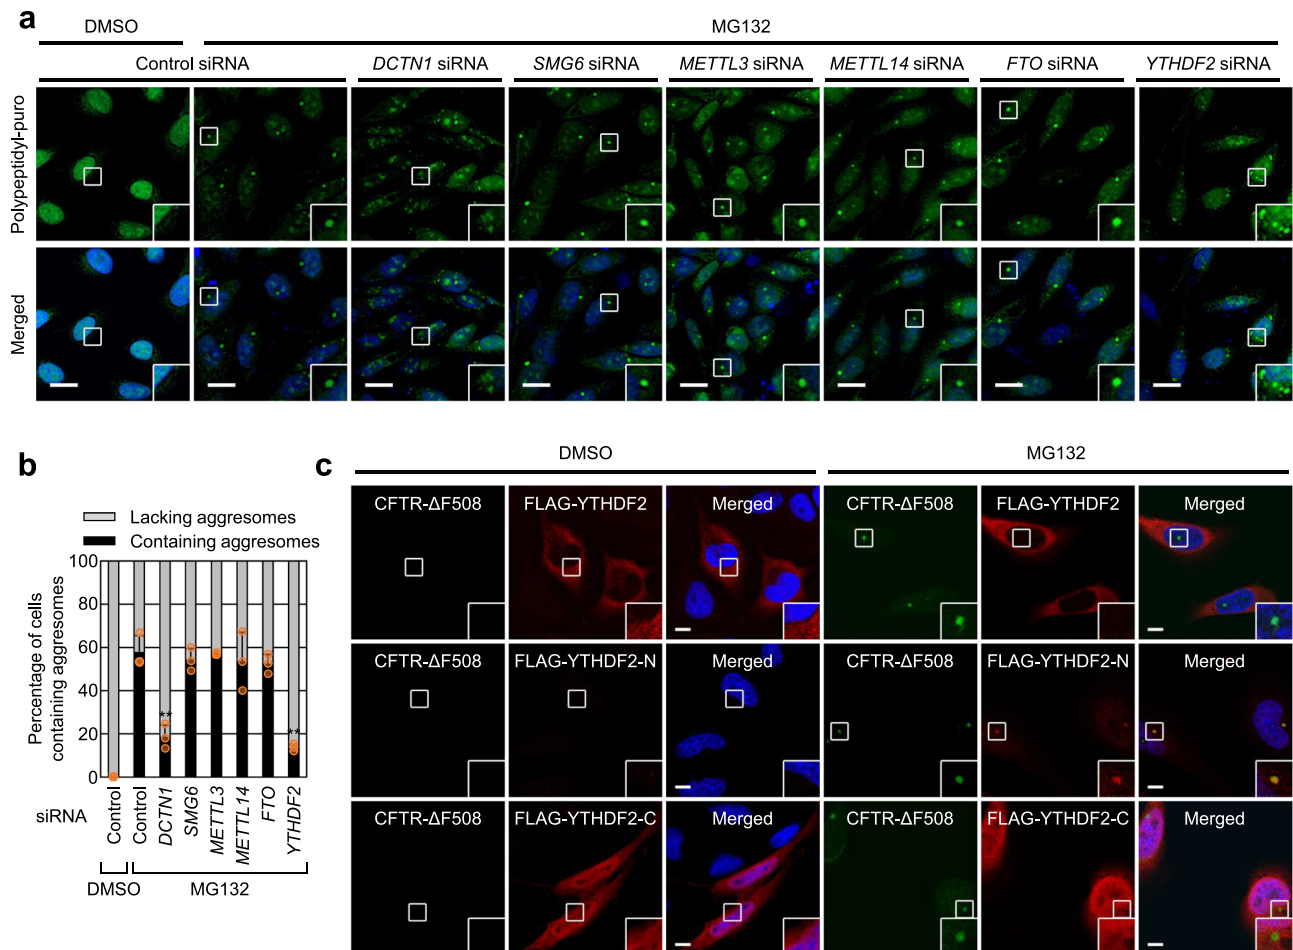 a
DMSO MG132
Control siRNA DCTN1 siRNA SMG6 siRNA METTL3 siRNA METTL14 siRNA FTO siRNA YTHDF2 siRNA
Polypeptidyl-puro
Merged
b
Lacking aggresomes
Containing aggresomes
Percentage of cells
containing aggresomes
100
80
60
40
20
0
**
**
siRNA
Control
Control
DCTN1
SMG6
METTL3
METTL14
FTO
YTHDF2
DMSO MG132
c
DMSO MG132
CFTR-ΔF508 FLAG-YTHDF2 Merged CFTR-ΔF508 FLAG-YTHDF2 Merged
CFTR-ΔF508 FLAG-YTHDF2-N Merged CFTR-ΔF508 FLAG-YTHDF2-N Merged
CFTR-ΔF508 FLAG-YTHDF2-C Merged CFTR-ΔF508 FLAG-YTHDF2-C Merged